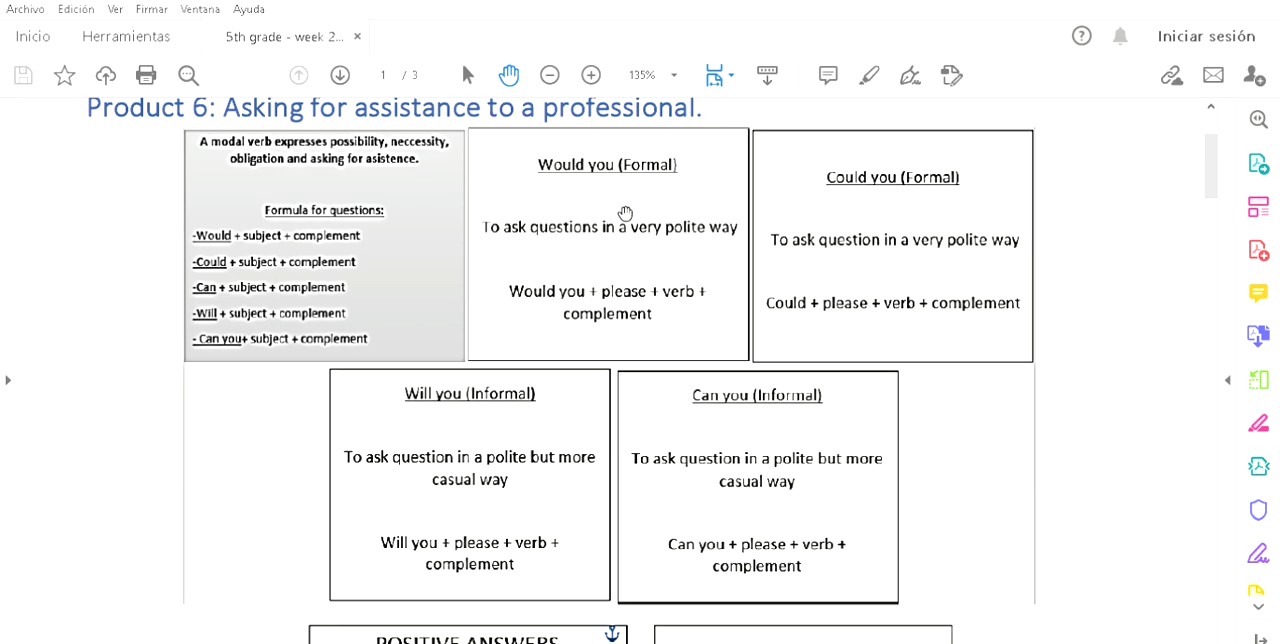 Archivo Edición Ver Firmar Ventana Ayuda
Inicio Herramientas 5th grade - week 2... × Iniciar sesión
1 / 3 135%
Product 6: Asking for assistance to a professional.
A modal verb expresses possibility, neccessity,
obligation and asking for asistence.
Formula for questions:
-Would + subject + complement
-Could + subject + complement
-Can + subject + complement
-Will + subject + complement
- Can you+ subject + complement
Would you (Formal)
To ask questions in a very polite way
Would you + please + verb +
complement
Could you (Formal)
To ask question in a very polite way
Could + please + verb + complement
Will you (Informal)
To ask question in a polite but more
casual way
Will you + please + verb +
complement
Can you (Informal)
To ask question in a polite but more
casual way
Can you + please + verb +
complement
POSITIVE ANSWERS